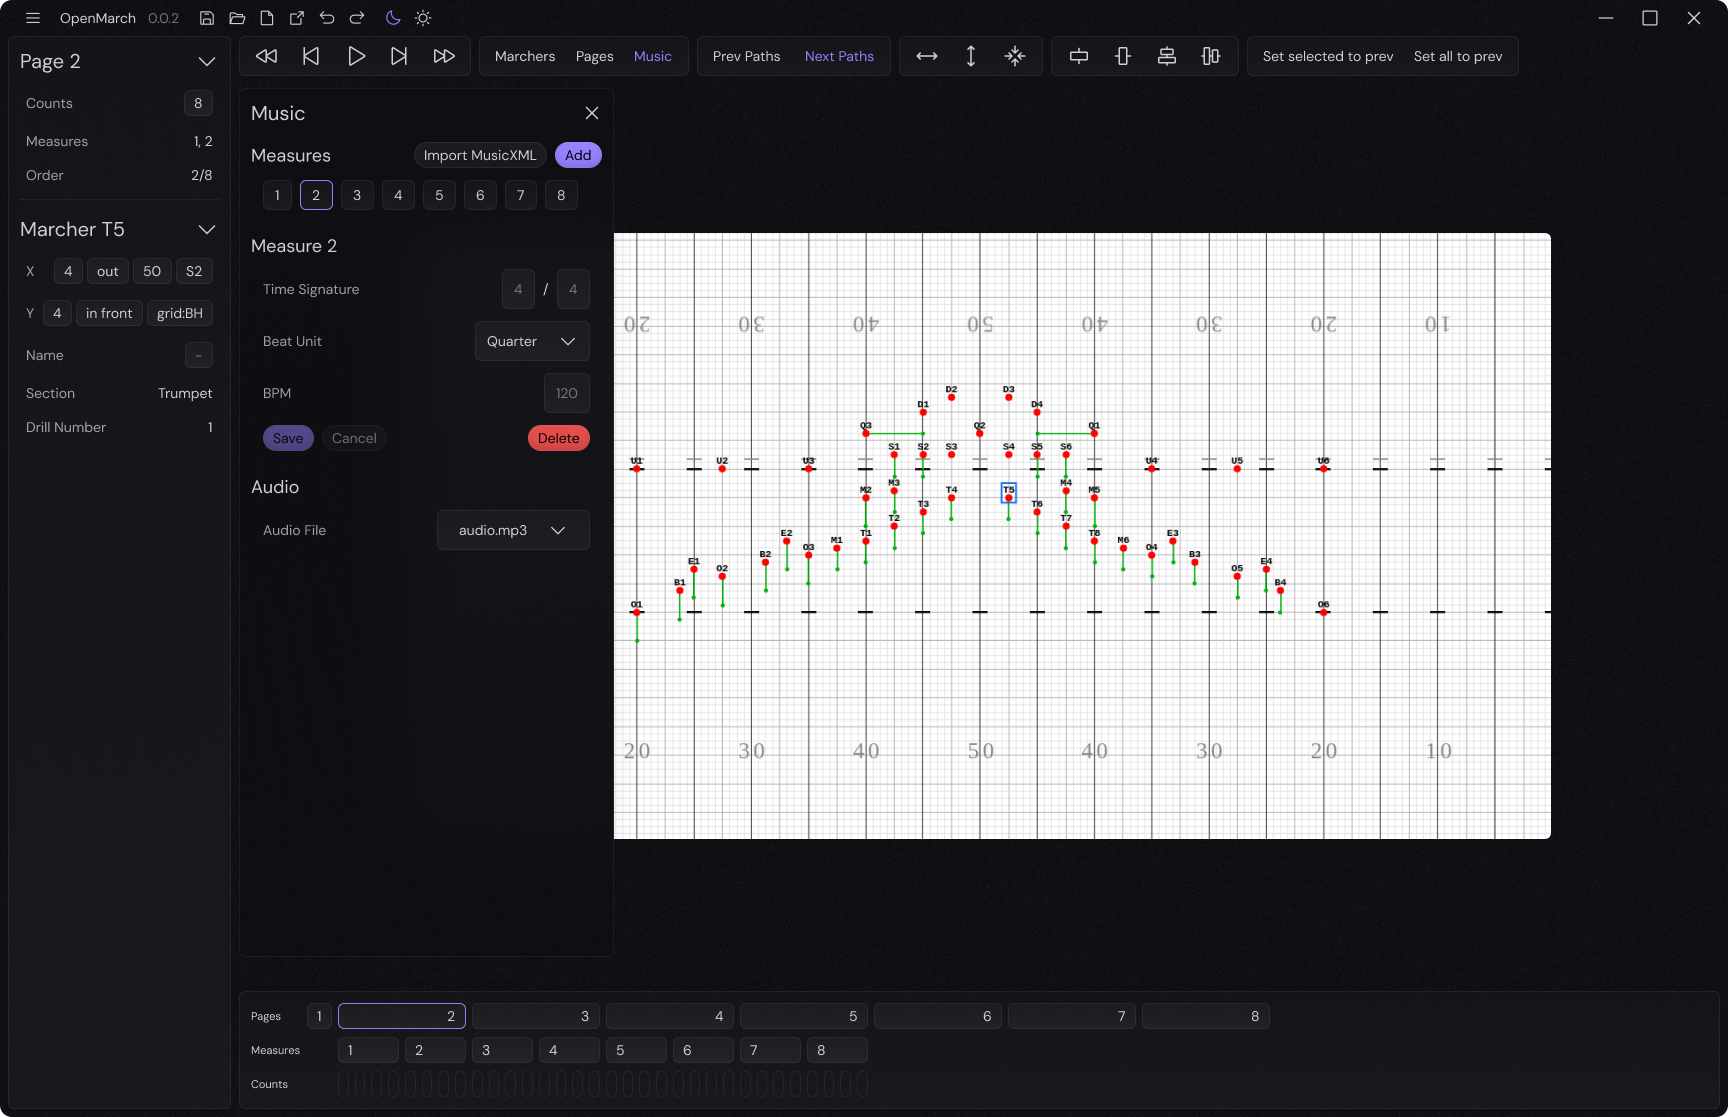 OpenMarch 0.0.2
Page 2
Counts 8
Measures 1, 2
Order 2/8
Marcher T5
X 4 out 50 S2
Y 4 in front grid:BH
Name -
Section Trumpet
Drill Number 1
Marchers Pages Music
Prev Paths Next Paths
Set selected to prev Set all to prev
Music
Measures Import MusicXML Add
1 2 3 4 5 6 7 8
Measure 2
Time Signature 4 / 4
Beat Unit Quarter
BPM 120
Save Cancel Delete
Audio
Audio File audio.mp3
20 30 40 50 40 30 20 10
D2 D3
D1 D4
Q3 Q2 Q1
S1 S2 S3 S4 S5 S6
U1 U2 U3 U4 U5 U6
M3 M4
M2 T4 T5 M5
T3 T6
T2 T7
E2 T1 T8 E3
M1 M6
B2 O3 O4 B3
E1 O2 O5 E4
B1 B4
O1 O6
20 30 40 50 40 30 20 10
Pages 1 2 3 4 5 6 7 8
Measures 1 2 3 4 5 6 7 8
Counts